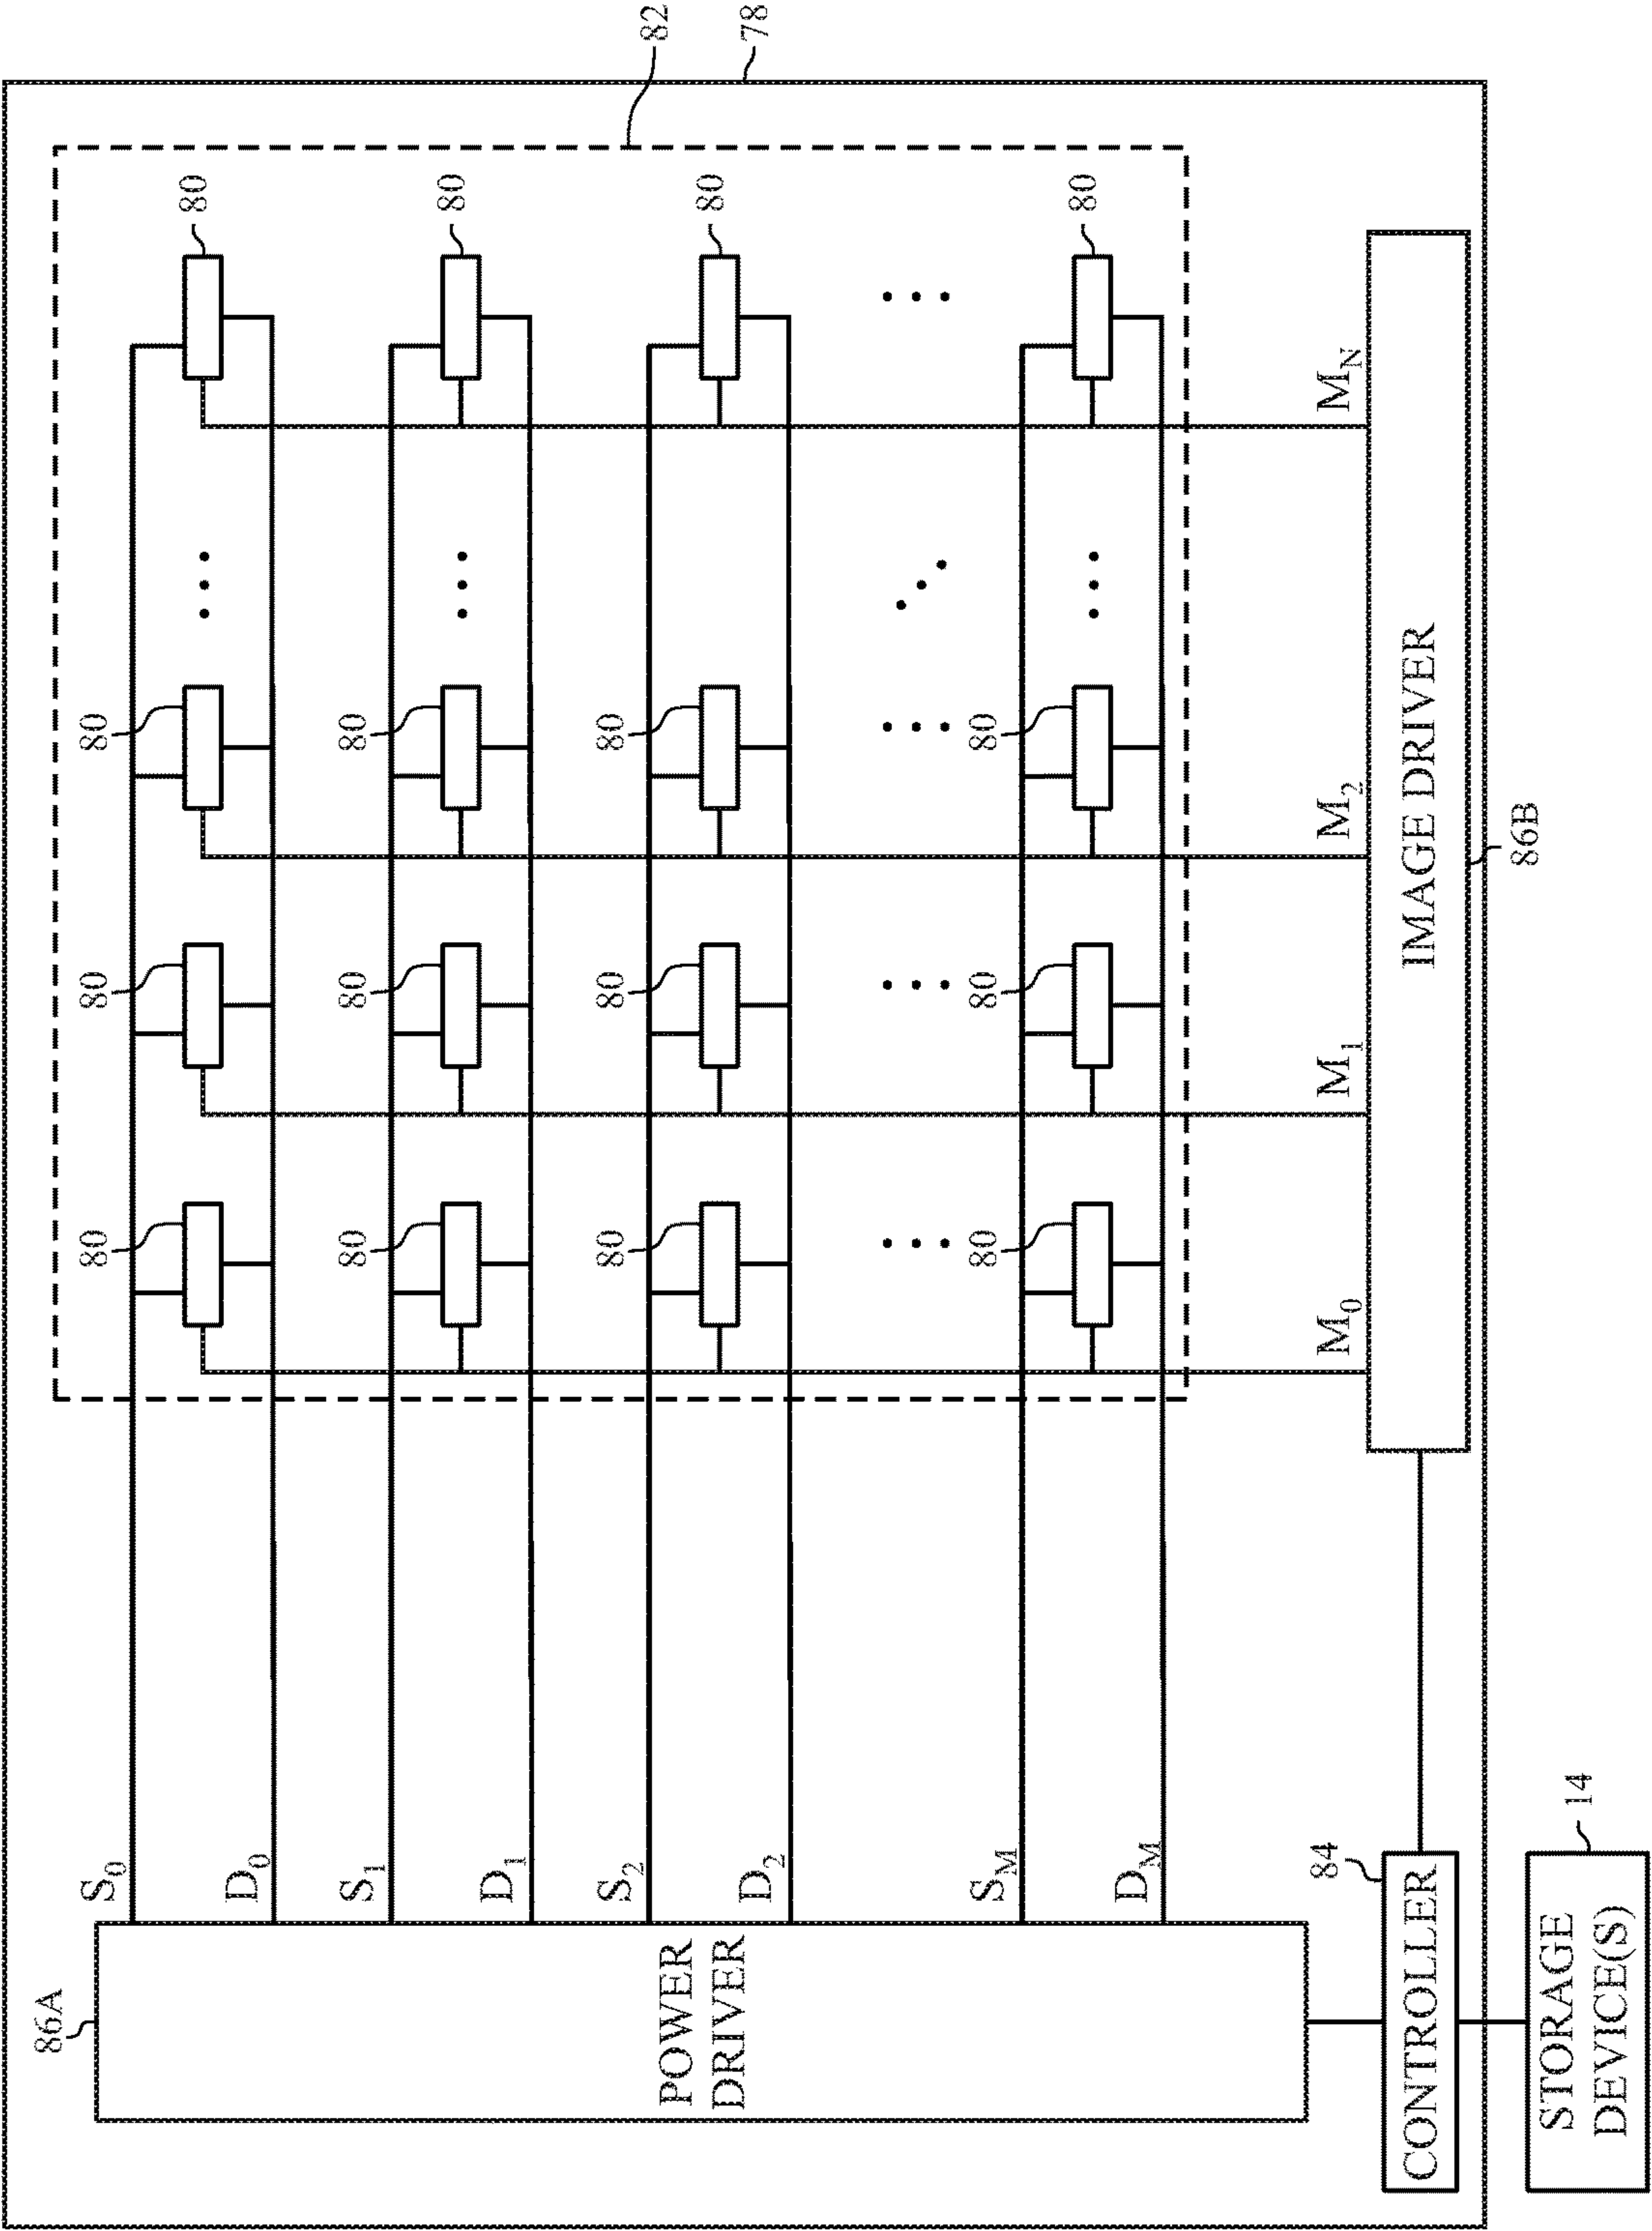 86A
S0 80 80 80
80
D0
S1 80 80 80
80
D1
S2 80 80 80
82
POWER
DRIVER
80
78
D2
SM 80 80 80
80
DM
84
M0 M1 M2 MN
CONTROLLER
IMAGE DRIVER
86B
STORAGE
DEVICE(S)
14